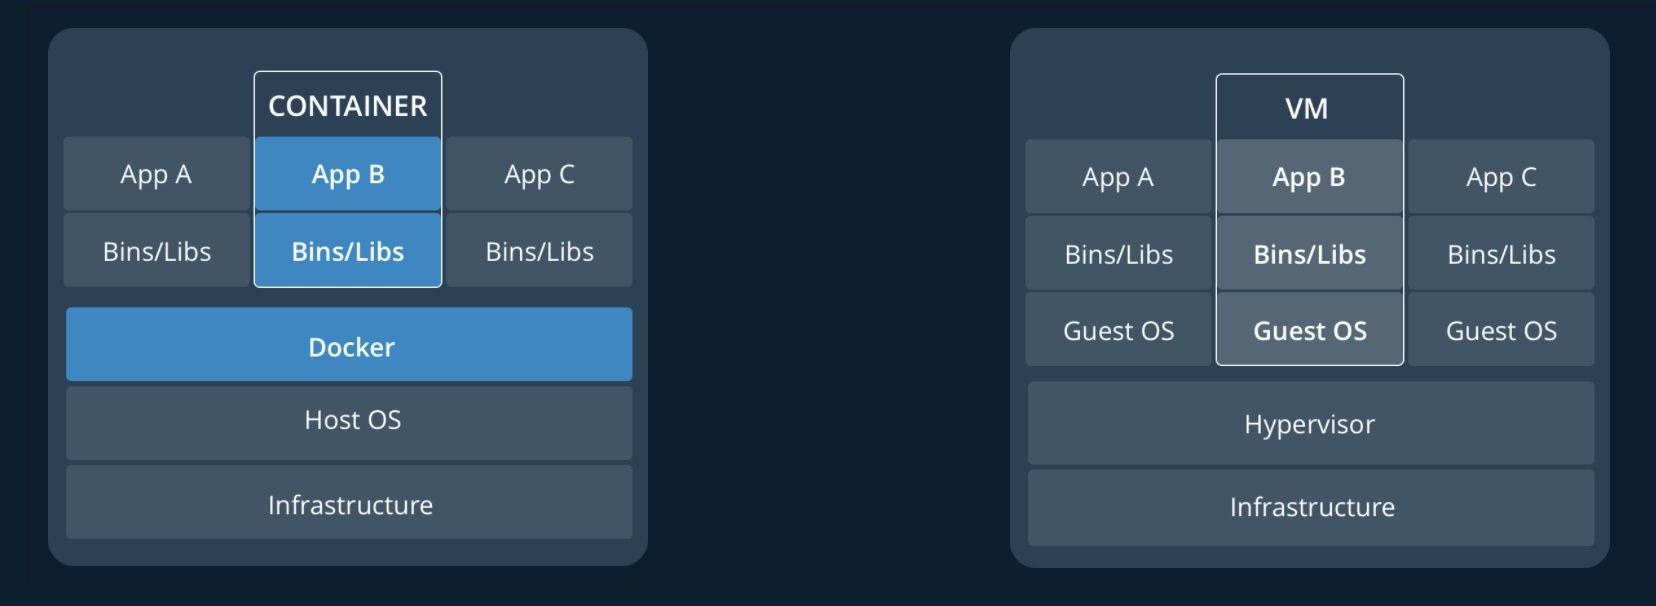 CONTAINER
App A
App B
App C
Bins/Libs
Bins/Libs
Bins/Libs
Docker
Host OS
Infrastructure
VM
App A
App B
App C
Bins/Libs
Bins/Libs
Bins/Libs
Guest OS
Guest OS
Guest OS
Hypervisor
Infrastructure